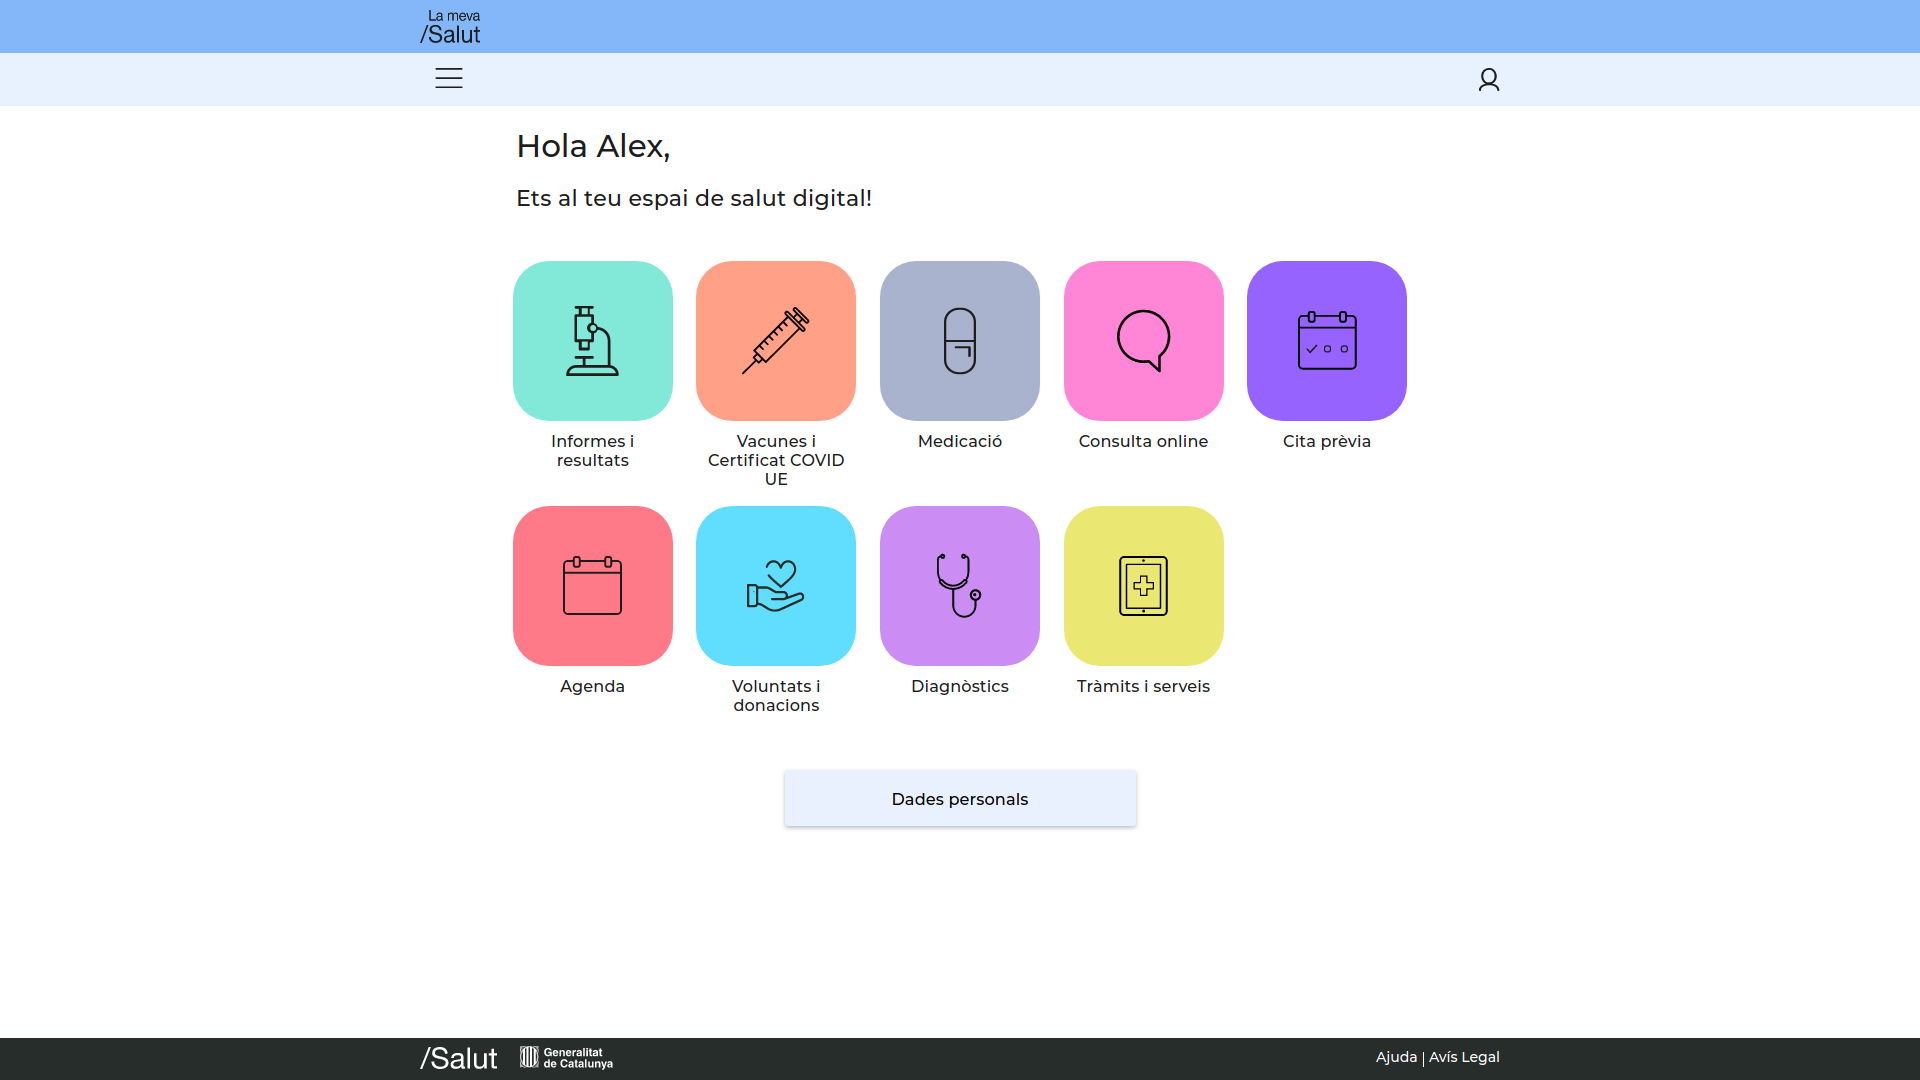 La meva
/Salut
Hola Alex,
Ets al teu espai de salut digital!
Informes i
resultats
Vacunes i
Certificat COVID
UE
Medicació
Consulta online
Cita prèvia
Agenda
Voluntats i
donacions
Diagnòstics
Tràmits i serveis
Dades personals
/Salut
Generalitat
de Catalunya
Ajuda | Avís Legal